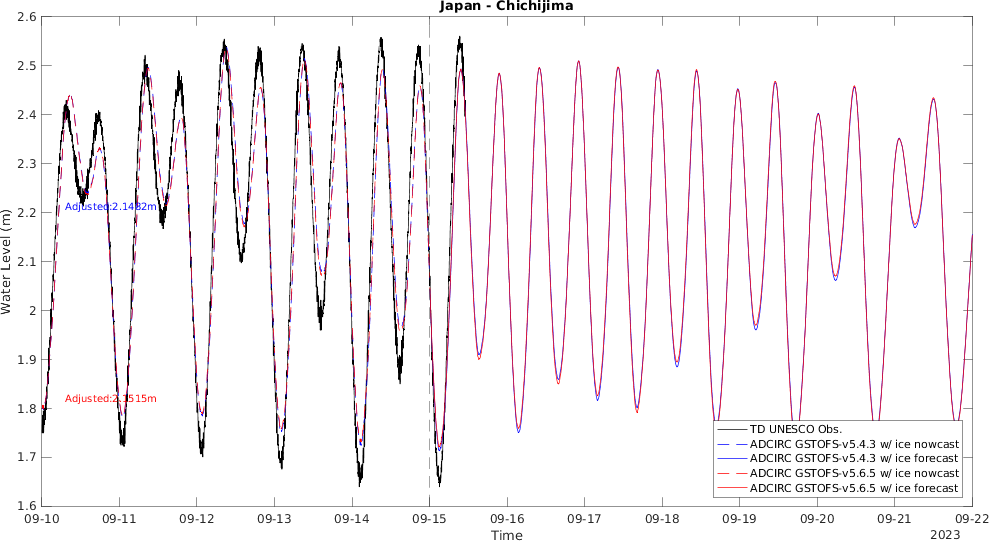 Japan - Chichijima
2.6
2.5
2.4
2.3
2.2
2.1
2
1.9
1.8
1.7
1.6
Water Level (m)
Adjusted:2.1482m
Adjusted:2.1515m
TD UNESCO Obs.
ADCIRC GSTOFS-v5.4.3 w/ ice nowcast
ADCIRC GSTOFS-v5.4.3 w/ ice forecast
ADCIRC GSTOFS-v5.6.5 w/ ice nowcast
ADCIRC GSTOFS-v5.6.5 w/ ice forecast
09-10 09-11 09-12 09-13 09-14 09-15 09-16 09-17 09-18 09-19 09-20 09-21 09-22
Time
2023